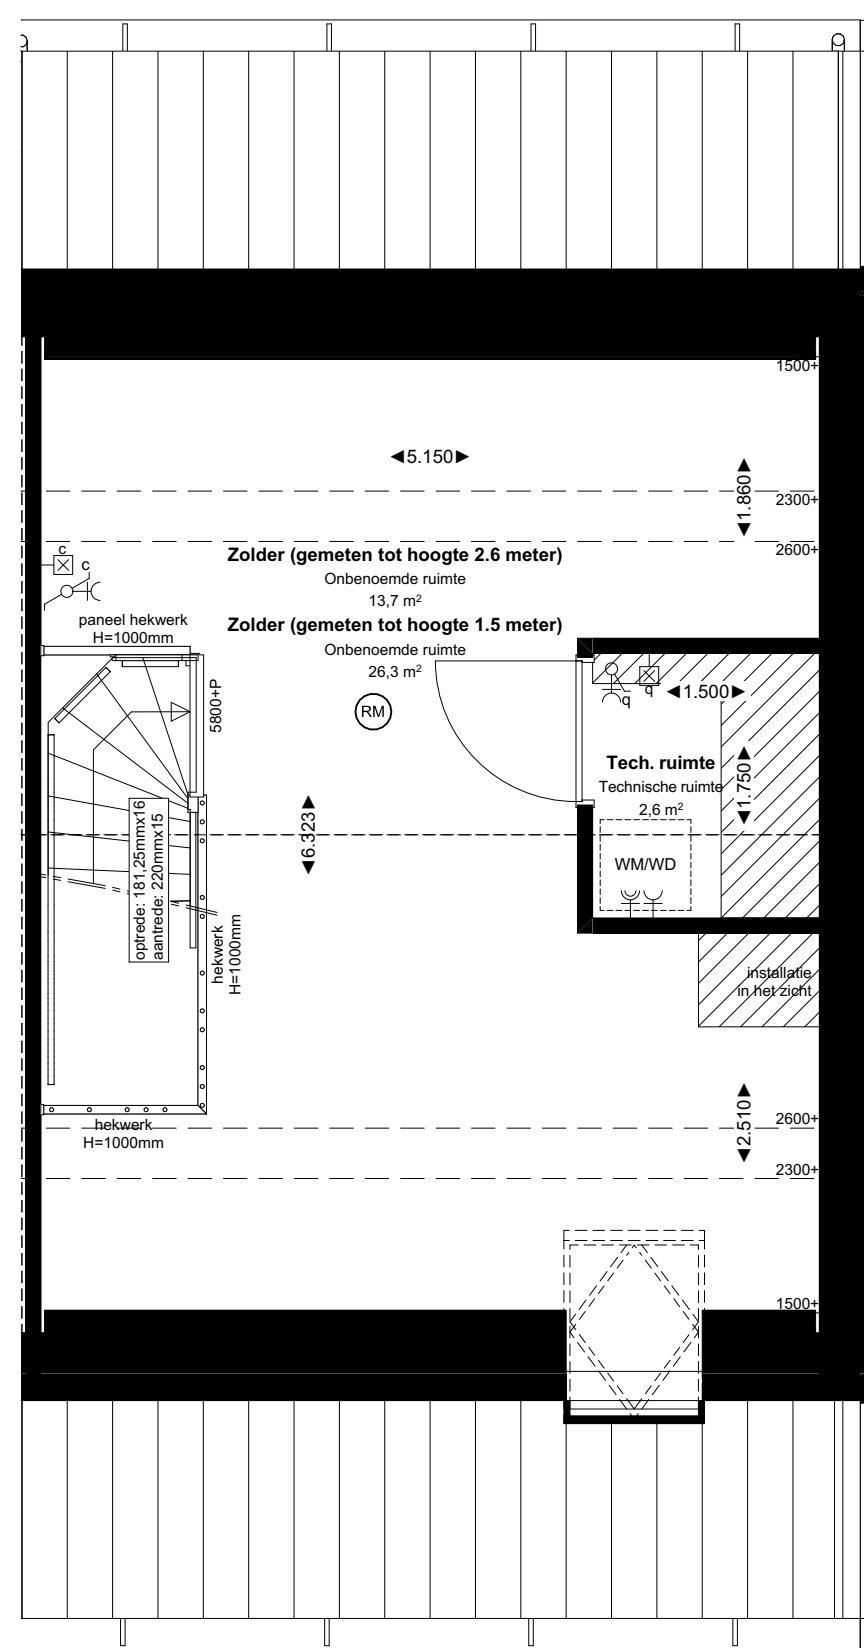 1500+
5.150
1.860
2300+
2600+
c
c
Zolder (gemeten tot hoogte 2.6 meter)
Onbenoemde ruimte
13,7 m²
paneel hekwerk
H=1000mm
Zolder (gemeten tot hoogte 1.5 meter)
Onbenoemde ruimte
26,3 m²
5800+P
RM
q
q
1.500
Tech. ruimte
Technische ruimte
2,6 m²
1.750
6.323
optrede: 181,25mmx16
aantrede: 220mmx15
WM/WD
hekwerk
H=1000mm
installatie
in het zicht
2.510
2600+
hekwerk
H=1000mm
2300+
1500+